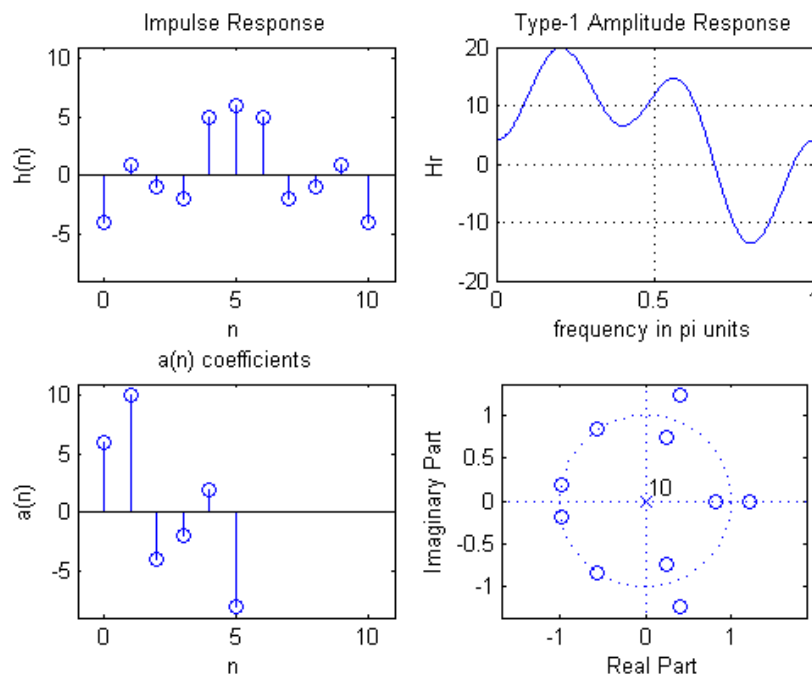 Impulse Response
10
5
0
-5
h(n)
0 5 10
n
Type-1 Amplitude Response
20
10
0
-10
-20
Hr
0 0.5 1
frequency in pi units
a(n) coefficients
10
5
0
-5
a(n)
0 5 10
n
1
0.5
0
-0.5
-1
Imaginary Part
10
-1 0 1
Real Part